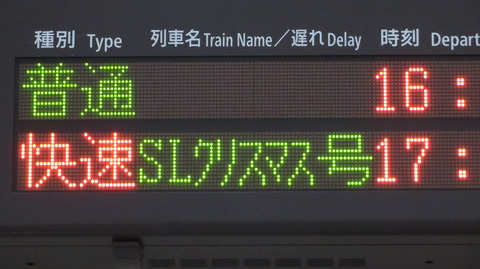 種別 Type 列車名 Train Name／遅れ Delay 時刻 Depart
普通 16:
快速 SLクリスマス号 17: